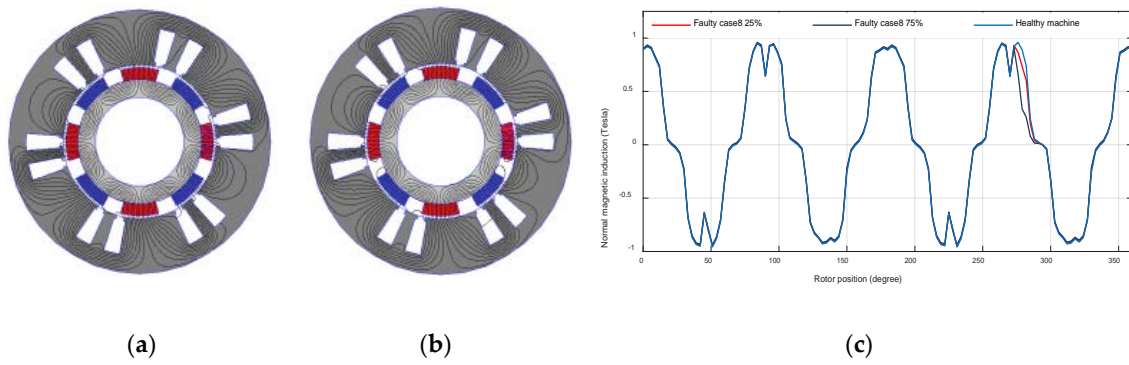 Faulty case8 25% Faulty case8 75% Healthy machine
1
0.5
0
-0.5
-1
Normal magnetic induction (Tesla)
0 50 100 150 200 250 300 350
Rotor position (degree)
(a) (b) (c)